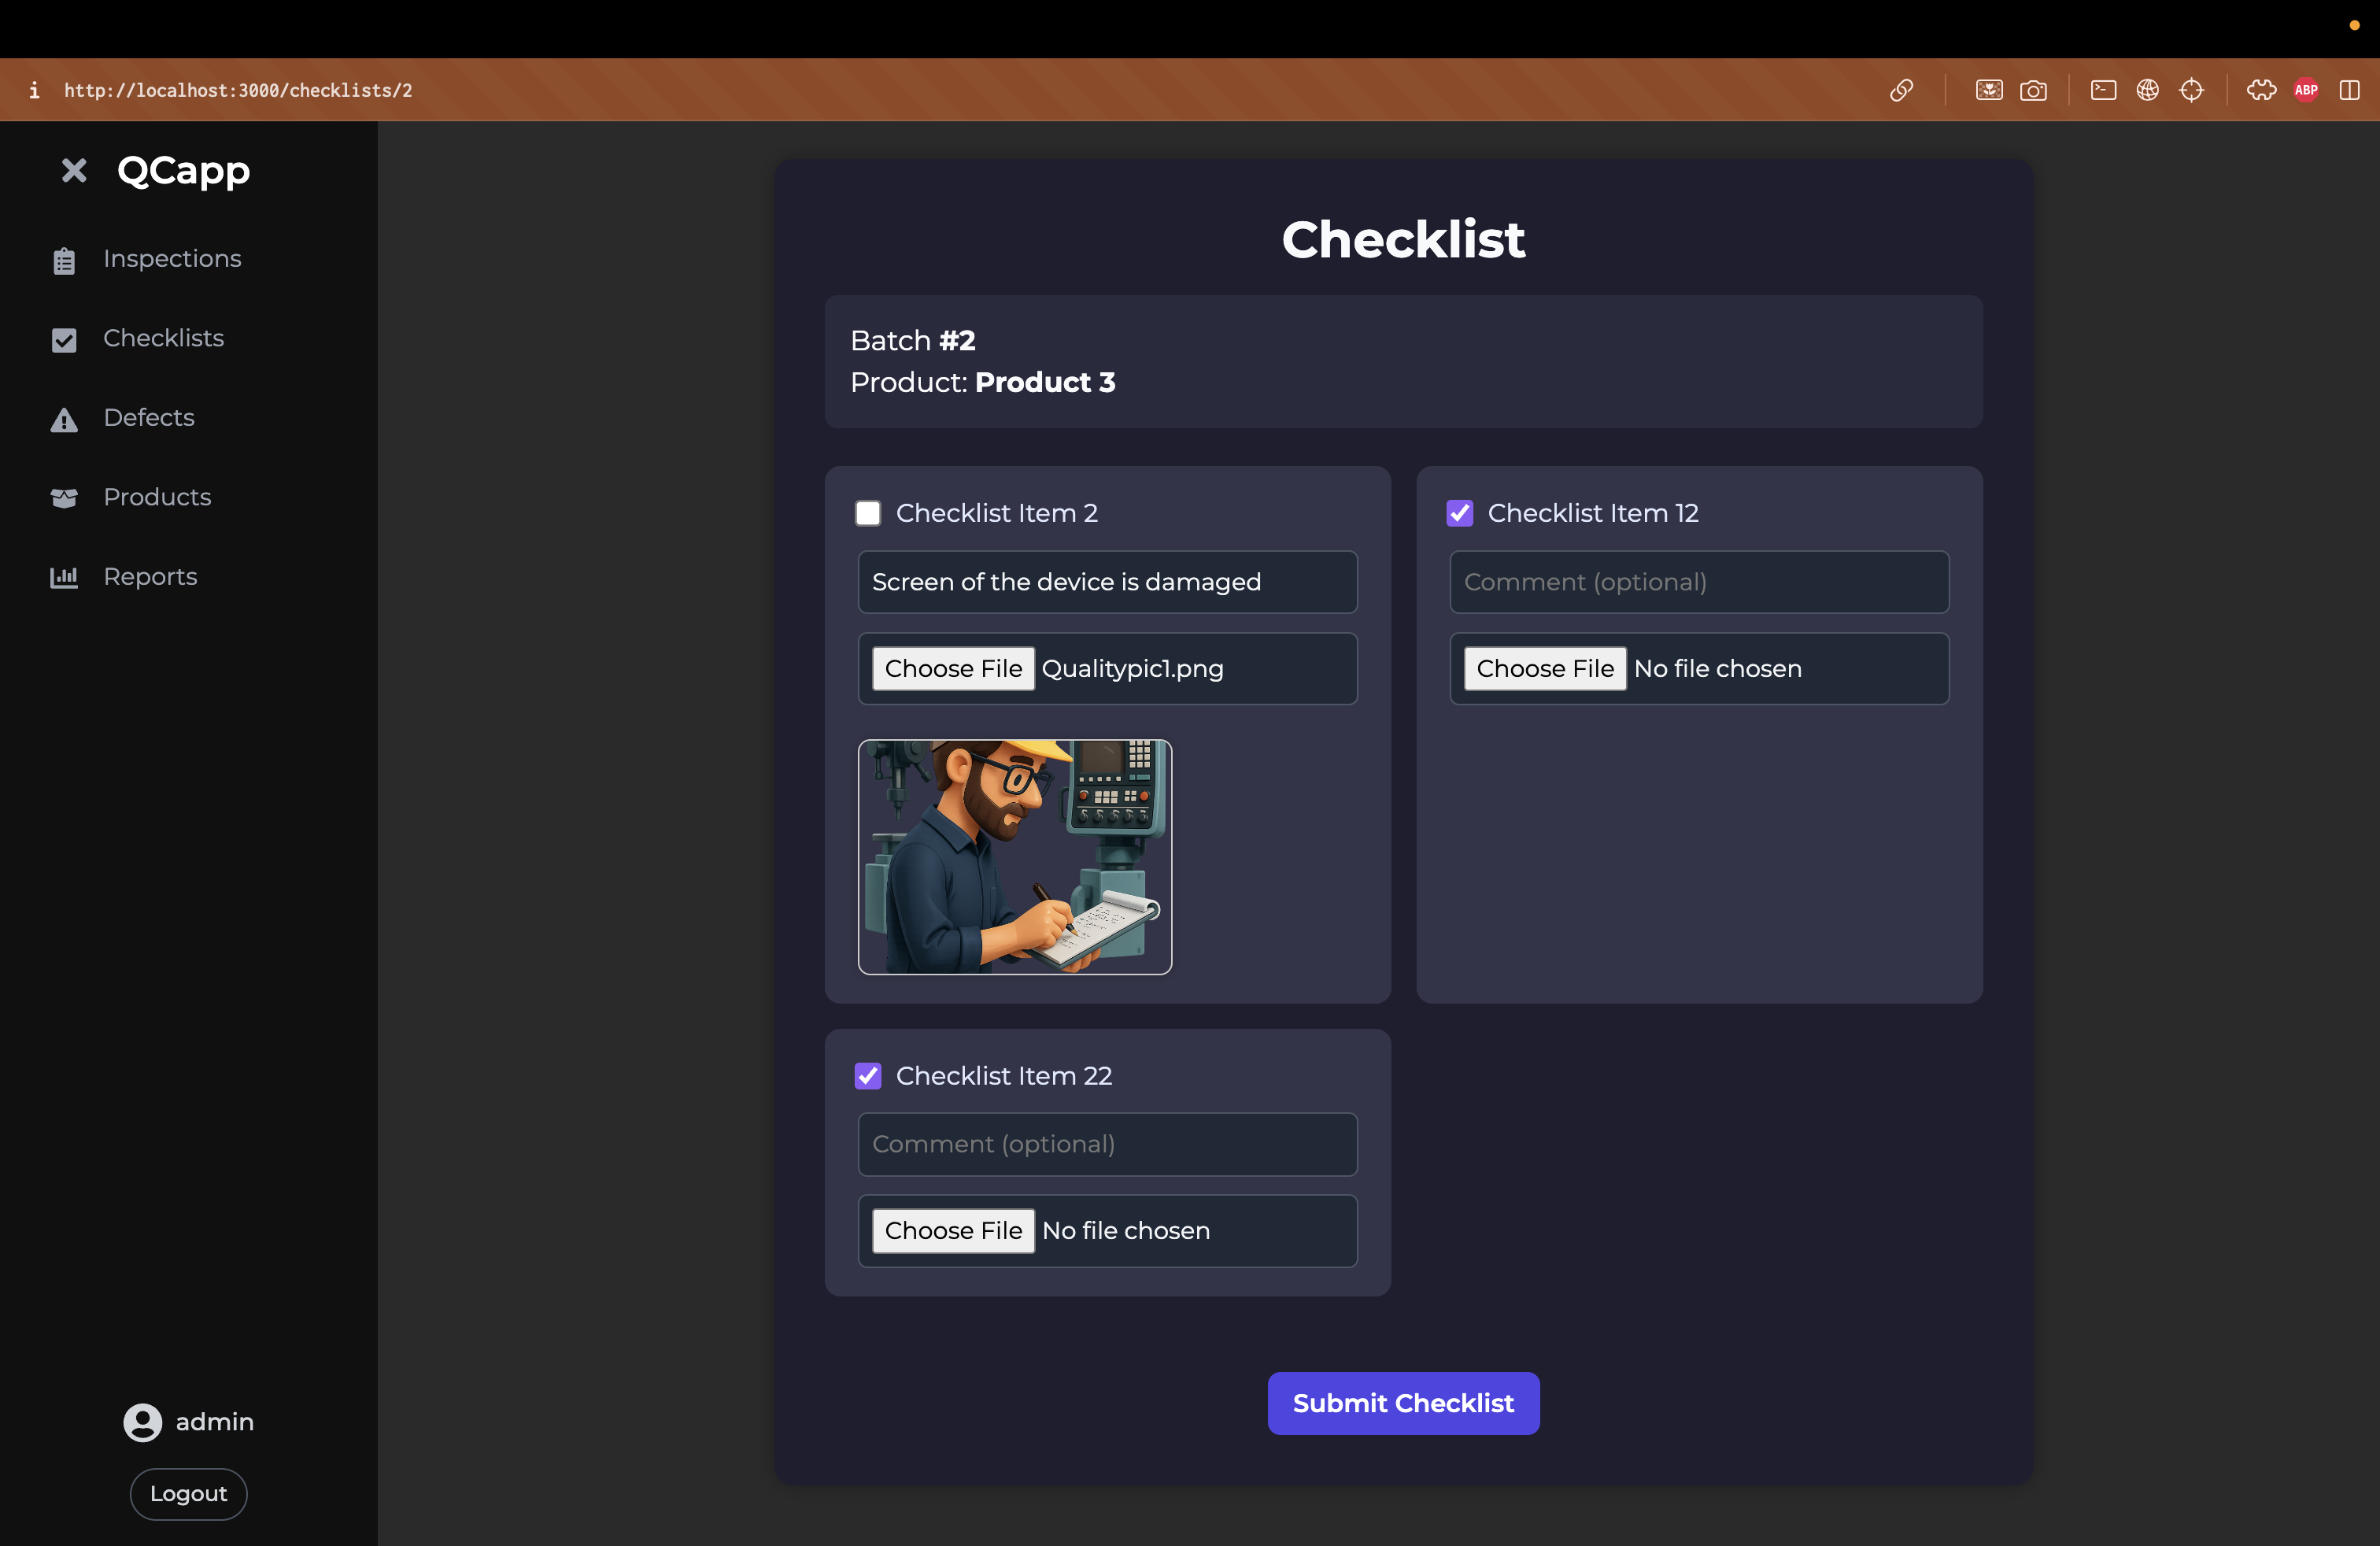 http://localhost:3000/checklists/2
ABP
QCapp
Inspections
Checklists
Defects
Products
Reports
admin
Logout
Checklist
Batch #2
Product: Product 3
Checklist Item 2
Screen of the device is damaged
Choose File Qualitypic1.png
Checklist Item 12
Comment (optional)
Choose File No file chosen
Checklist Item 22
Comment (optional)
Choose File No file chosen
Submit Checklist